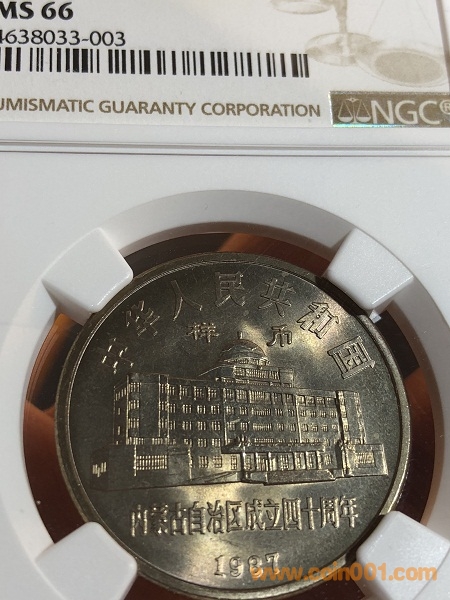 MS 66
4638033-003
NUMISMATIC GUARANTY CORPORATION
NGC®
中华人民共和国
样币
内蒙古自治区成立四十周年
1987
www.coin001.com